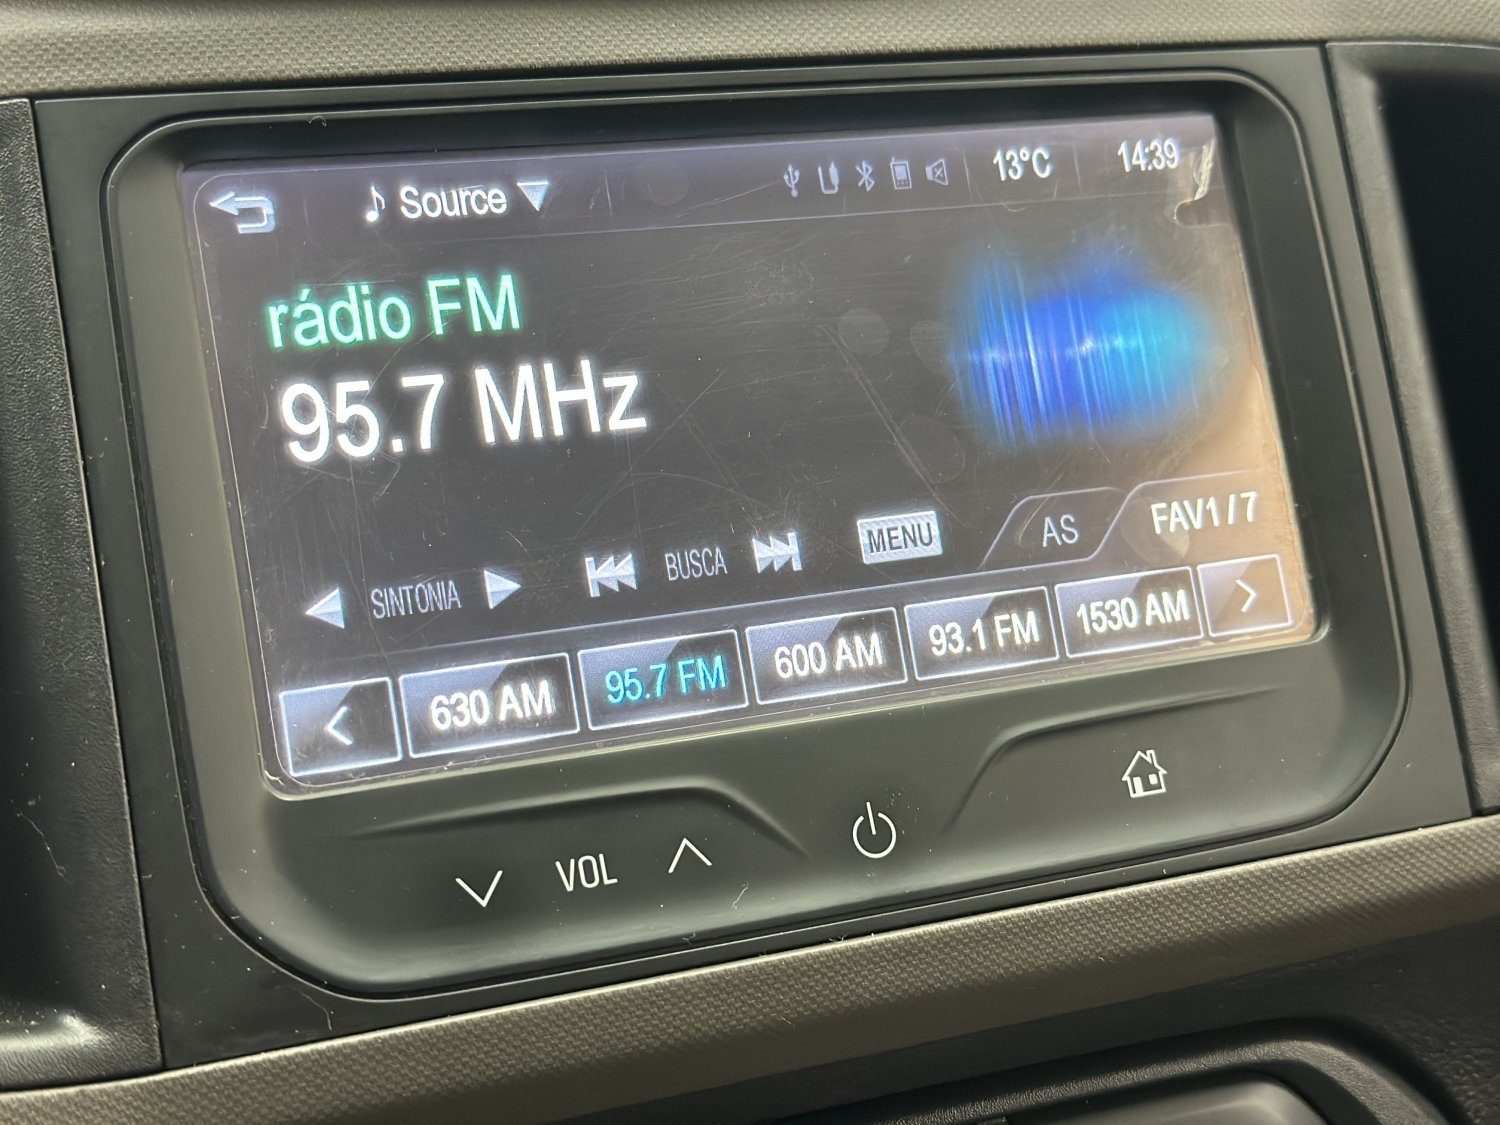 Source 13°C 14:39
rádio FM
95.7 MHz
AS FAV1 / 7
SINTONIA BUSCA MENU
< 630 AM 95.7 FM 600 AM 93.1 FM 1530 AM >
VOL